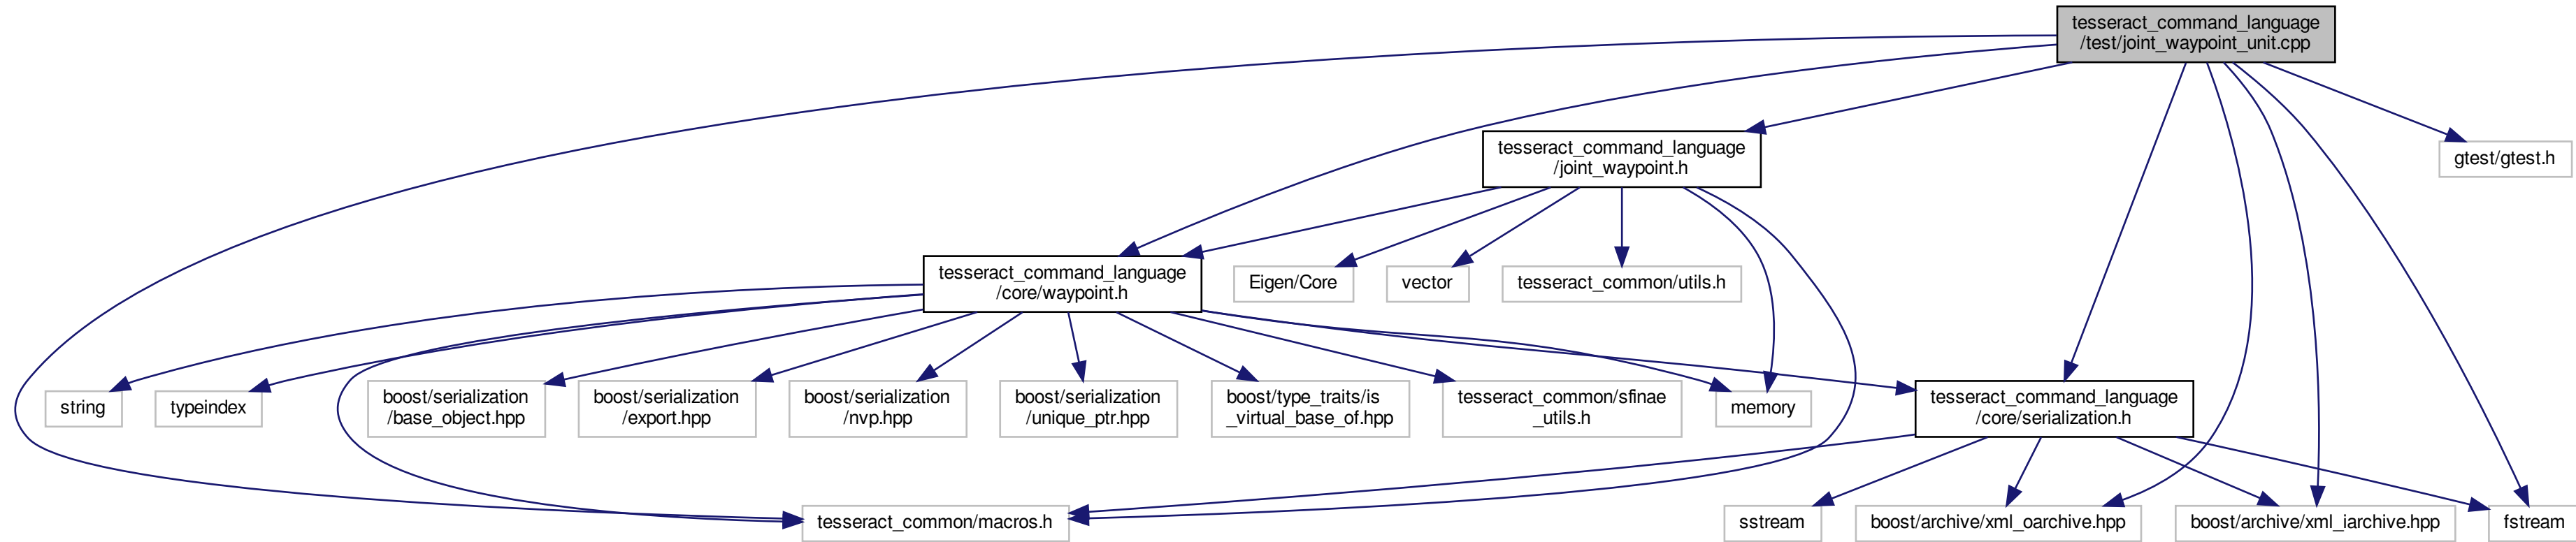 tesseract_command_language
/test/joint_waypoint_unit.cpp
tesseract_command_language
/joint_waypoint.h
gtest/gtest.h
tesseract_command_language
/core/waypoint.h
Eigen/Core
vector
tesseract_common/utils.h
string
typeindex
boost/serialization
/base_object.hpp
boost/serialization
/export.hpp
boost/serialization
/nvp.hpp
boost/serialization
/unique_ptr.hpp
boost/type_traits/is
_virtual_base_of.hpp
tesseract_common/sfinae
_utils.h
memory
tesseract_command_language
/core/serialization.h
tesseract_common/macros.h
sstream
boost/archive/xml_oarchive.hpp
boost/archive/xml_iarchive.hpp
fstream